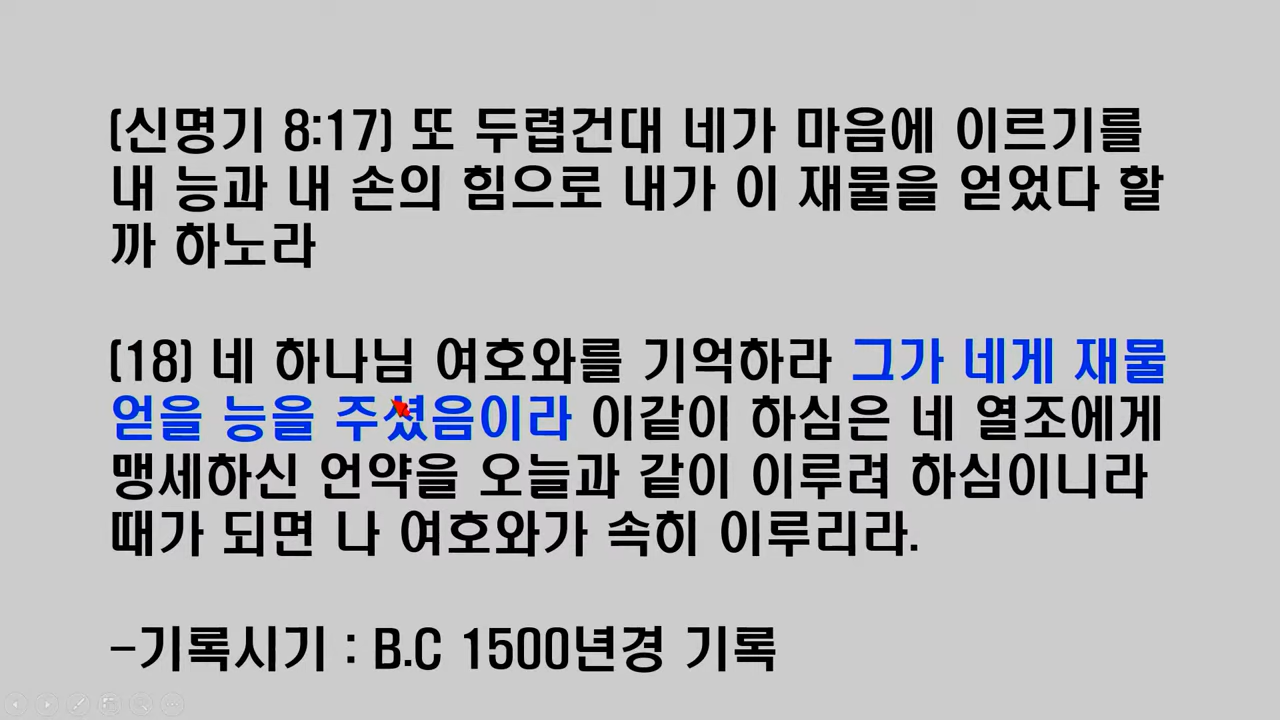 (신명기 8:17) 또 두렵건대 네가 마음에 이르기를
내 능과 내 손의 힘으로 내가 이 재물을 얻었다 할
까 하노라
(18) 네 하나님 여호와를 기억하라 그가 네게 재물
얻을 능을 주셨음이라 이같이 하심은 네 열조에게
맹세하신 언약을 오늘과 같이 이루려 하심이니라
때가 되면 나 여호와가 속히 이루리라.
-기록시기 : B.C 1500년경 기록